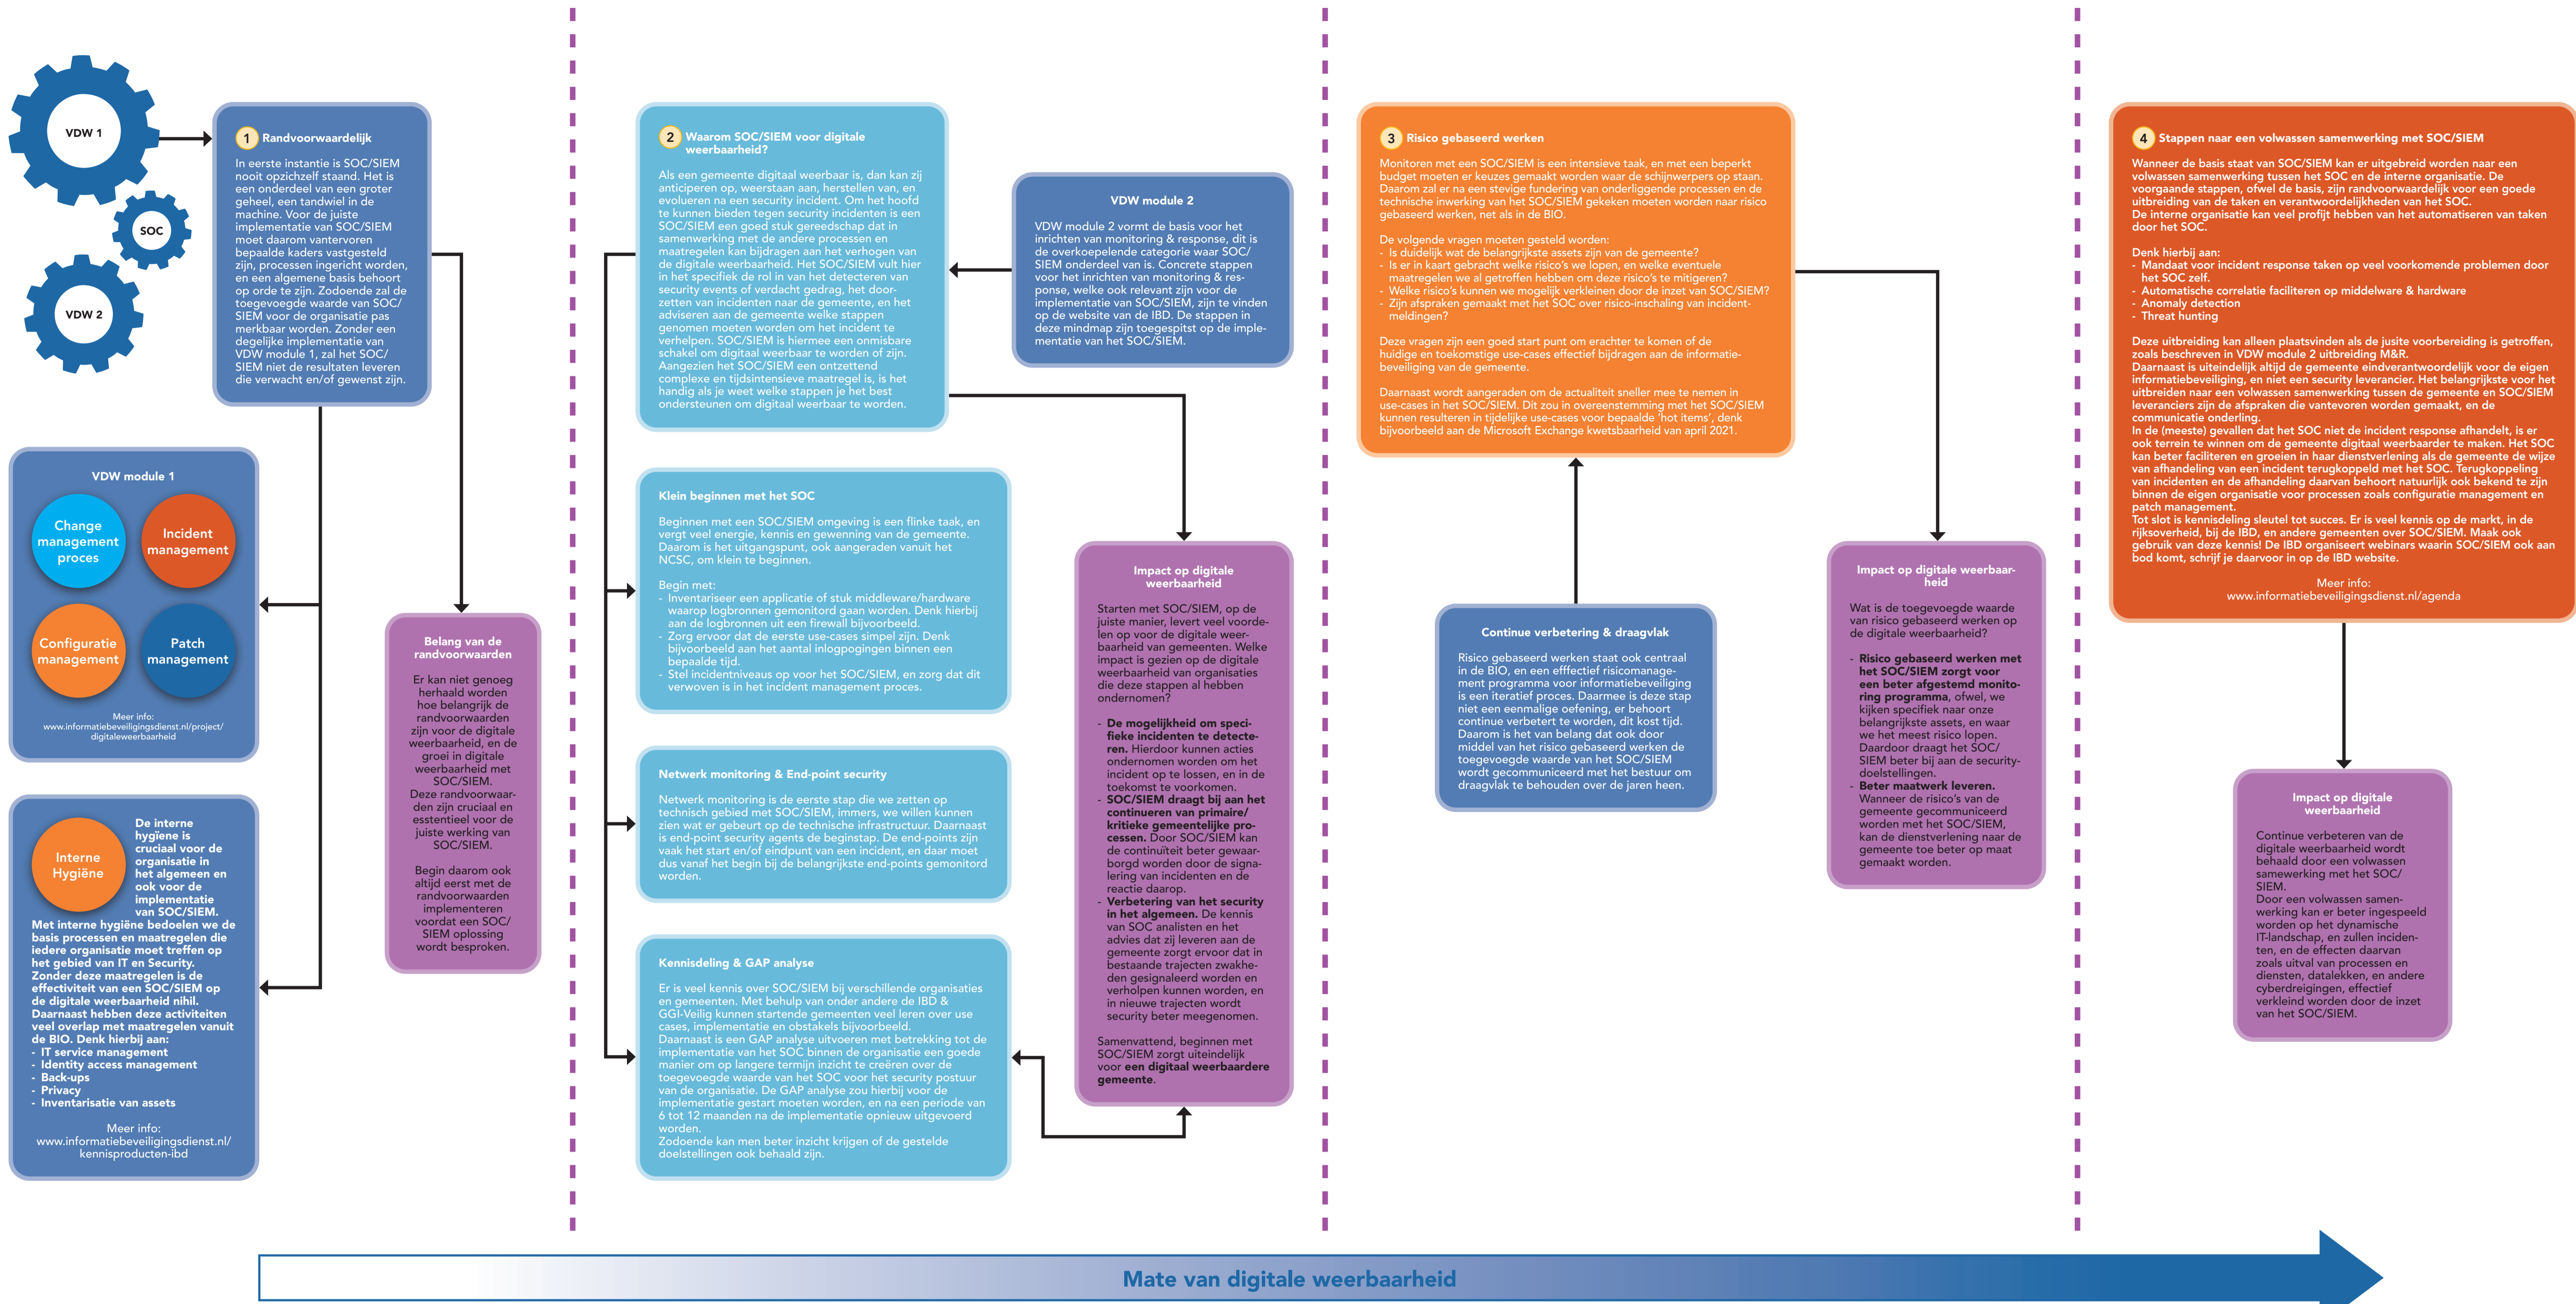 VDW 1
SOC
VDW 2
1 Randvoorwaardelijk
In eerste instantie is SOC/SIEM
nooit opzichzelf staand. Het is
een onderdeel van een groter
geheel, een tandwiel in de
machine. Voor de juiste
implementatie van SOC/SIEM
moet daarom vantervoren
bepaalde kaders vastgesteld
zijn, processen ingericht worden,
en een algemene basis behoort
op orde te zijn. Zodoende zal de
toegevoegde waarde van SOC/
SIEM voor de organisatie pas
merkbaar worden. Zonder een
degelijke implementatie van
VDW module 1, zal het SOC/
SIEM niet de resultaten leveren
die verwacht en/of gewenst zijn.
VDW module 1
Change
management
proces
Incident
management
Configuratie
management
Patch
management
Meer info:
www.informatiebeveiligingsdienst.nl/project/
digitaleweerbaarheid
Interne
Hygiëne
De interne
hygïene is
cruciaal voor de
organisatie in
het algemeen en
ook voor de
implementatie
van SOC/SIEM.
Met interne hygiëne bedoelen we de
basis processen en maatregelen die
iedere organisatie moet treffen op
het gebied van IT en Security.
Zonder deze maatregelen is de
effectiviteit van een SOC/SIEM op
de digitale weerbaarheid nihil.
Daarnaast hebben deze activiteiten
veel overlap met maatregelen vanuit
de BIO. Denk hierbij aan:
- IT service management
- Identity access management
- Back-ups
- Privacy
- Inventarisatie van assets
Meer info:
www.informatiebeveiligingsdienst.nl/
kennisproducten-ibd
Belang van de
randvoorwaarden
Er kan niet genoeg
herhaald worden
hoe belangrijk de
randvoorwaarden
zijn voor de digitale
weerbaarheid, en de
groei in digitale
weerbaarheid met
SOC/SIEM.
Deze randvoorwaar-
den zijn cruciaal en
esstentieel voor de
juiste werking van
SOC/SIEM.
Begin daarom ook
altijd eerst met de
randvoorwaarden
implementeren
voordat een SOC/
SIEM oplossing
wordt besproken.
2 Waarom SOC/SIEM voor digitale
weerbaarheid?
Als een gemeente digitaal weerbaar is, dan kan zij
anticiperen op, weerstaan aan, herstellen van, en
evolueren na een security incident. Om het hoofd
te kunnen bieden tegen security incidenten is een
SOC/SIEM een goed stuk gereedschap dat in
samenwerking met de andere processen en
maatregelen kan bijdragen aan het verhogen van
de digitale weerbaarheid. Het SOC/SIEM vult hier
in het specifiek de rol in van het detecteren van
security events of verdacht gedrag, het door-
zetten van incidenten naar de gemeente, en het
adviseren aan de gemeente welke stappen
genomen moeten worden om het incident te
verhelpen. SOC/SIEM is hiermee een onmisbare
schakel om digitaal weerbaar te worden of zijn.
Aangezien het SOC/SIEM een ontzettend
complexe en tijdsintensieve maatregel is, is het
handig als je weet welke stappen je het best
ondersteunen om digitaal weerbaar te worden.
VDW module 2
VDW module 2 vormt de basis voor het
inrichten van monitoring & response, dit is
de overkoepelende categorie waar SOC/
SIEM onderdeel van is. Concrete stappen
voor het inrichten van monitoring & res-
ponse, welke ook relevant zijn voor de
implementatie van SOC/SIEM, zijn te vinden
op de website van de IBD. De stappen in
deze mindmap zijn toegespitst op de imple-
mentatie van het SOC/SIEM.
Klein beginnen met het SOC
Beginnen met een SOC/SIEM omgeving is een flinke taak, en
vergt veel energie, kennis en gewenning van de gemeente.
Daarom is het uitgangspunt, ook aangeraden vanuit het
NCSC, om klein te beginnen.
Begin met:
- Inventariseer een applicatie of stuk middleware/hardware
waarop logbronnen gemonitord gaan worden. Denk hierbij
aan de logbronnen uit een firewall bijvoorbeeld.
- Zorg ervoor dat de eerste use-cases simpel zijn. Denk
bijvoorbeeld aan het aantal inlogpogingen binnen een
bepaalde tijd.
- Stel incidentniveaus op voor het SOC/SIEM, en zorg dat dit
verwoven is in het incident management proces.
Netwerk monitoring & End-point security
Netwerk monitoring is de eerste stap die we zetten op
technisch gebied met SOC/SIEM, immers, we willen kunnen
zien wat er gebeurt op de technische infrastructuur. Daarnaast
is end-point security agents de beginstap. De end-points zijn
vaak het start en/of eindpunt van een incident, en daar moet
dus vanaf het begin bij de belangrijkste end-points gemonitord
worden.
Kennisdeling & GAP analyse
Er is veel kennis over SOC/SIEM bij verschillende organisaties
en gemeenten. Met behulp van onder andere de IBD &
GGI-Veilig kunnen startende gemeenten veel leren over use
cases, implementatie en obstakels bijvoorbeeld.
Daarnaast is een GAP analyse uitvoeren met betrekking tot de
implementatie van het SOC binnen de organisatie een goede
manier om op langere termijn inzicht te creëren over de
toegevoegde waarde van het SOC voor het security postuur
van de organisatie. De GAP analyse zou hierbij voor de
implementatie gestart moeten worden, en na een periode van
6 tot 12 maanden na de implementatie opnieuw uitgevoerd
worden.
Zodoende kan men beter inzicht krijgen of de gestelde
doelstellingen ook behaald zijn.
Impact op digitale
weerbaarheid
Starten met SOC/SIEM, op de
juiste manier, levert veel voorde-
len op voor de digitale weer-
baarheid van gemeenten. Welke
impact is gezien op de digitale
weerbaarheid van organisaties
die deze stappen al hebben
ondernomen?
- De mogelijkheid om speci-
fieke incidenten te detecte-
ren. Hierdoor kunnen acties
ondernomen worden om het
incident op te lossen, en in de
toekomst te voorkomen.
- SOC/SIEM draagt bij aan het
continueren van primaire/
kritieke gemeentelijke pro-
cessen. Door SOC/SIEM kan
de continuïteit beter gewaar-
borgd worden door de signa-
lering van incidenten en de
reactie daarop.
- Verbetering van het security
in het algemeen. De kennis
van SOC analisten en het
advies dat zij leveren aan de
gemeente zorgt ervoor dat in
bestaande trajecten zwakhe-
den gesignaleerd worden en
verholpen kunnen worden, en
in nieuwe trajecten wordt
security beter meegenomen.
Samenvattend, beginnen met
SOC/SIEM zorgt uiteindelijk
voor een digitaal weerbaardere
gemeente.
3 Risico gebaseerd werken
Monitoren met een SOC/SIEM is een intensieve taak, en met een beperkt
budget moeten er keuzes gemaakt worden waar de schijnwerpers op staan.
Daarom zal er na een stevige fundering van onderliggende processen en de
technische inwerking van het SOC/SIEM gekeken moeten worden naar risico
gebaseerd werken, net als in de BIO.
De volgende vragen moeten gesteld worden:
- Is duidelijk wat de belangrijkste assets zijn van de gemeente?
- Is er in kaart gebracht welke risico's we lopen, en welke eventuele
maatregelen we al getroffen hebben om deze risico's te mitigeren?
- Welke risico's kunnen we mogelijk verkleinen door de inzet van SOC/SIEM?
- Zijn afspraken gemaakt met het SOC over risico-inschaling van incident-
meldingen?
Deze vragen zijn een goed start punt om erachter te komen of de
huidige en toekomstige use-cases effectief bijdragen aan de informatie-
beveiliging van de gemeente.
Daarnaast wordt aangeraden om de actualiteit sneller mee te nemen in
use-cases in het SOC/SIEM. Dit zou in overeenstemming met het SOC/SIEM
kunnen resulteren in tijdelijke use-cases voor bepaalde 'hot items', denk
bijvoorbeeld aan de Microsoft Exchange kwetsbaarheid van april 2021.
Continue verbetering & draagvlak
Risico gebaseerd werken staat ook centraal
in de BIO, en een efffectief risicomanage-
ment programma voor informatiebeveiliging
is een iteratief proces. Daarmee is deze stap
niet een eenmalige oefening, er behoort
continue verbetert te worden, dit kost tijd.
Daarom is het van belang dat ook door
middel van het risico gebaseerd werken de
toegevoegde waarde van het SOC/SIEM
wordt gecommuniceerd met het bestuur om
draagvlak te behouden over de jaren heen.
Impact op digitale weerbaar-
heid
Wat is de toegevoegde waarde
van risico gebaseerd werken op
de digitale weerbaarheid?
- Risico gebaseerd werken met
het SOC/SIEM zorgt voor
een beter afgestemd monito-
ring programma, ofwel, we
kijken specifiek naar onze
belangrijkste assets, en waar
we het meest risico lopen.
Daardoor draagt het SOC/
SIEM beter bij aan de security-
doelstellingen.
- Beter maatwerk leveren.
Wanneer de risico's van de
gemeente gecommuniceerd
worden met het SOC/SIEM,
kan de dienstverlening naar de
gemeente toe beter op maat
gemaakt worden.
4 Stappen naar een volwassen samenwerking met SOC/SIEM
Wanneer de basis staat van SOC/SIEM kan er uitgebreid worden naar een
volwassen samenwerking tussen het SOC en de interne organisatie. De
voorgaande stappen, ofwel de basis, zijn randvoorwaardelijk voor een goede
uitbreiding van de taken en verantwoordelijkheden van het SOC.
De interne organisatie kan veel profijt hebben van het automatiseren van taken
door het SOC.
Denk hierbij aan:
- Mandaat voor incident response taken op veel voorkomende problemen door
het SOC zelf.
- Automatische correlatie faciliteren op middelware & hardware
- Anomaly detection
- Threat hunting
Deze uitbreiding kan alleen plaatsvinden als de jusite voorbereiding is getroffen,
zoals beschreven in VDW module 2 uitbreiding M&R.
Daarnaast is uiteindelijk altijd de gemeente eindverantwoordelijk voor de eigen
informatiebeveiliging, en niet een security leverancier. Het belangrijkste voor het
uitbreiden naar een volwassen samenwerking tussen de gemeente en SOC/SIEM
leveranciers zijn de afspraken die vantevoren worden gemaakt, en de
communicatie onderling.
In de (meeste) gevallen dat het SOC niet de incident response afhandelt, is er
ook terrein te winnen om de gemeente digitaal weerbaarder te maken. Het SOC
kan beter faciliteren en groeien in haar dienstverlening als de gemeente de wijze
van afhandeling van een incident terugkoppeld met het SOC. Terugkoppeling
van incidenten en de afhandeling daarvan behoort natuurlijk ook bekend te zijn
binnen de eigen organisatie voor processen zoals configuratie management en
patch management.
Tot slot is kennisdeling sleutel tot succes. Er is veel kennis op de markt, in de
rijksoverheid, bij de IBD, en andere gemeenten over SOC/SIEM. Maak ook
gebruik van deze kennis! De IBD organiseert webinars waarin SOC/SIEM ook aan
bod komt, schrijf je daarvoor in op de IBD website.
Meer info:
www.informatiebeveiligingsdienst.nl/agenda
Impact op digitale
weerbaarheid
Continue verbeteren van de
digitale weerbaarheid wordt
behaald door een volwassen
samewerking met het SOC/
SIEM.
Door een volwassen samen-
werking kan er beter ingespeeld
worden op het dynamische
IT-landschap, en zullen inciden-
ten, en de effecten daarvan
zoals uitval van processen en
diensten, datalekken, en andere
cyberdreigingen, effectief
verkleind worden door de inzet
van het SOC/SIEM.
Mate van digitale weerbaarheid